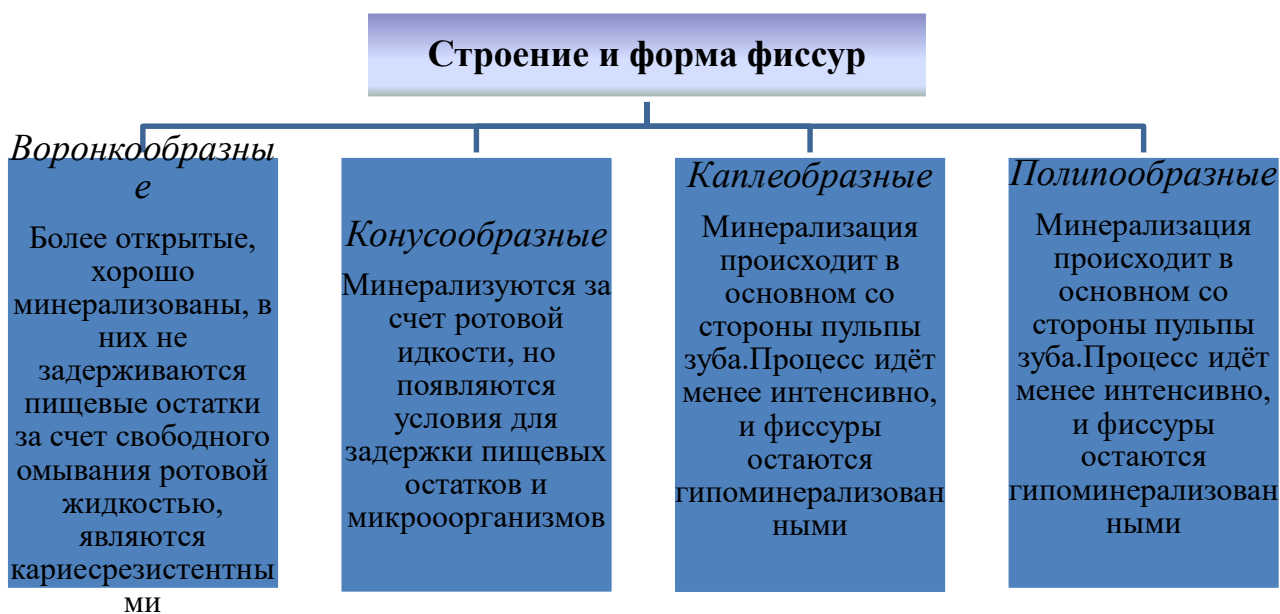 Строение и форма фиссур
Воронкообразны
е
Более открытые,
хорошо
минерализованы, в
них не
задерживаются
пищевые остатки
за счет свободного
омывания ротовой
жидкостью,
являются
кариесрезистентны
ми
Конусообразные
Минерализуются за
счет ротовой
идкости, но
появляются
условия для
задержки пищевых
остатков и
микрооорганизмов
Каплеобразные
Минерализация
происходит в
основном со
стороны пульпы
зуба.Процесс идёт
менее интенсивно,
и фиссуры
остаются
гипоминерализован
ными
Полипообразные
Минерализация
происходит в
основном со
стороны пульпы
зуба.Процесс идёт
менее интенсивно,
и фиссуры
остаются
гипоминерализован
ными